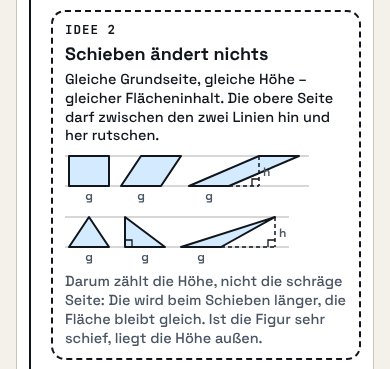 IDEE 2
Schieben ändert nichts
Gleiche Grundseite, gleiche Höhe –
gleicher Flächeninhalt. Die obere Seite
darf zwischen den zwei Linien hin und
her rutschen.
h
g g g
h
g g g
Darum zählt die Höhe, nicht die schräge
Seite: Die wird beim Schieben länger, die
Fläche bleibt gleich. Ist die Figur sehr
schief, liegt die Höhe außen.